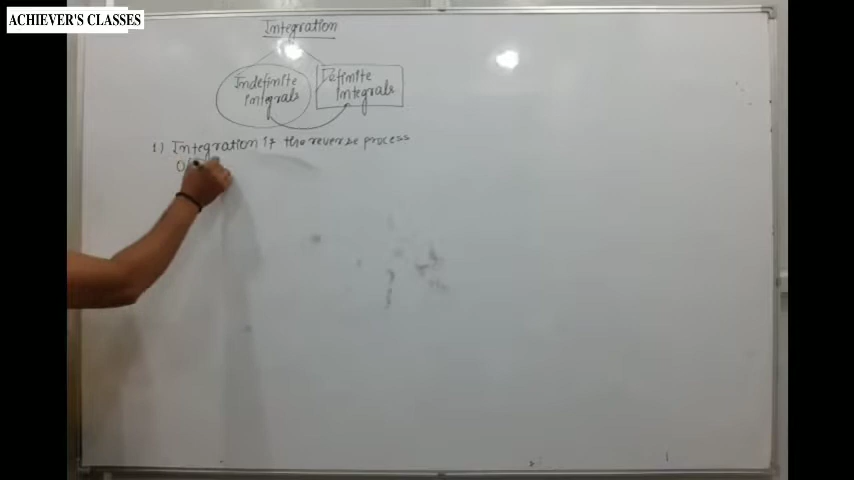 ACHIEVER'S CLASSES
Integration
Indefinite
integrals
Definite
integrals
1) Integration is the reverse process